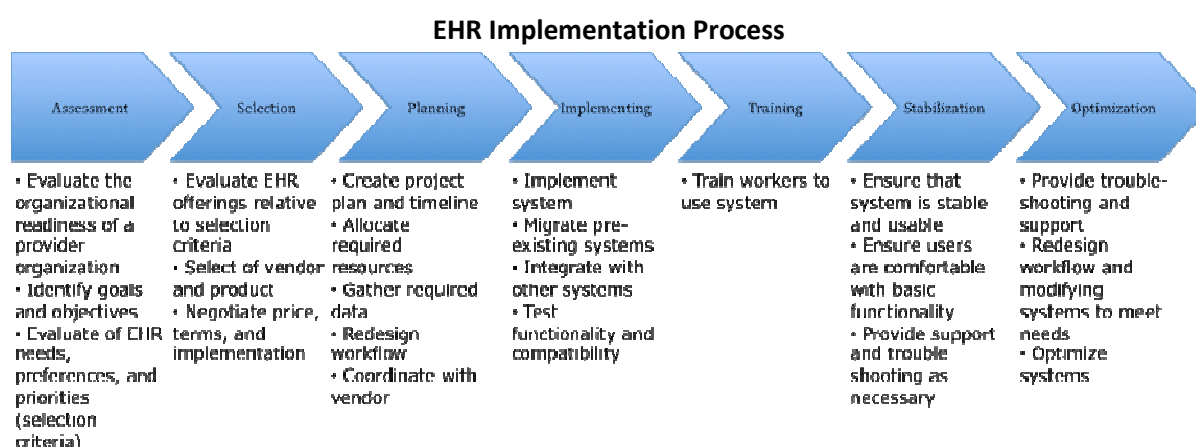 EHR Implementation Process
Assessment
Selection
Planning
Implementing
Training
Stabilization
Optimization
• Evaluate the
organizational
readiness of a
provider
organization
• Identify goals
and objectives
• Evaluate of EHR
needs,
preferences, and
priorities
(selection
criteria)
• Evaluate EHR
offerings relative
to selection
criteria
• Select of vendor
and product
• Negotiate price,
terms, and
implementation
• Create project
plan and timeline
• Allocate
required
resources
• Gather required
data
• Redesign
workflow
• Coordinate with
vendor
• Implement
system
• Migrate pre-
existing systems
• Integrate with
other systems
• Test
functionality and
compatibility
• Train workers to
use system
• Ensure that
system is stable
and usable
• Ensure users
are comfortable
with basic
functionality
• Provide support
and trouble
shooting as
necessary
• Provide trouble-
shooting and
support
• Redesign
workflow and
modifying
systems to meet
needs
• Optimize
systems